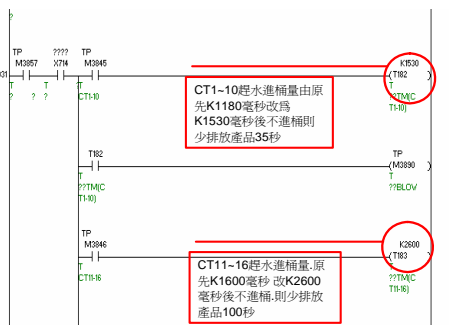 ?
TP ???? TP
M3857 X714 M3845 K1530
31 (T182 )
T T T T
? ? ? CT1-10 ??TM(C
T1-10)
CT1~10趕水進桶量由原
先K1180毫秒改爲
K1530毫秒後不進桶則
少排放產品35秒
T182 TP
(M3890 )
T T
??TM(C ??BLOV
T1-10)
TP
M3846 K2600
(T183 )
T T
CT11-16 ??TM(C
T11-16)
CT11~16趕水進桶量.原
先K1600毫秒 改K2600
毫秒後不進桶.則少排放
產品100秒